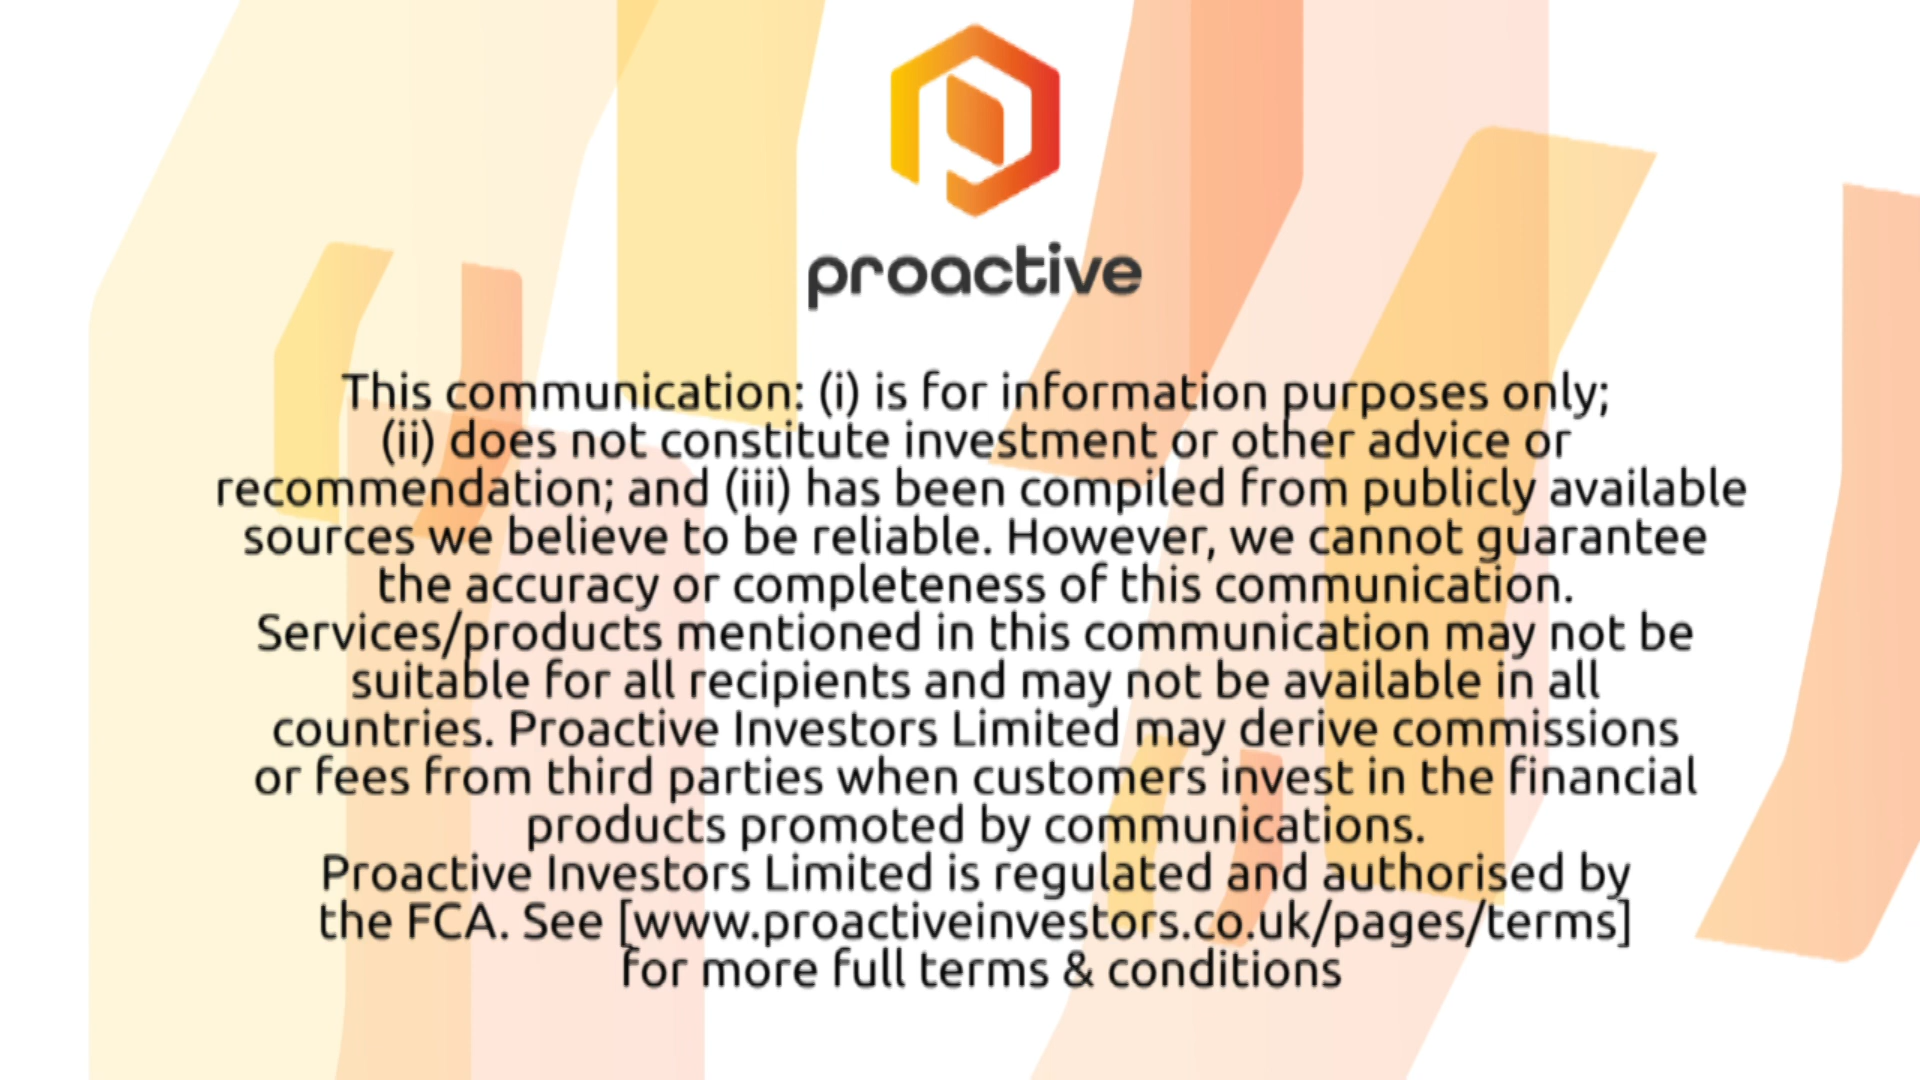 proactive
This communication: (i) is for information purposes only;
(ii) does not constitute investment or other advice or
recommendation; and (iii) has been compiled from publicly available
sources we believe to be reliable. However, we cannot guarantee
the accuracy or completeness of this communication.
Services/products mentioned in this communication may not be
suitable for all recipients and may not be available in all
countries. Proactive Investors Limited may derive commissions
or fees from third parties when customers invest in the financial
products promoted by communications.
Proactive Investors Limited is regulated and authorised by
the FCA. See [www.proactiveinvestors.co.uk/pages/terms]
for more full terms & conditions